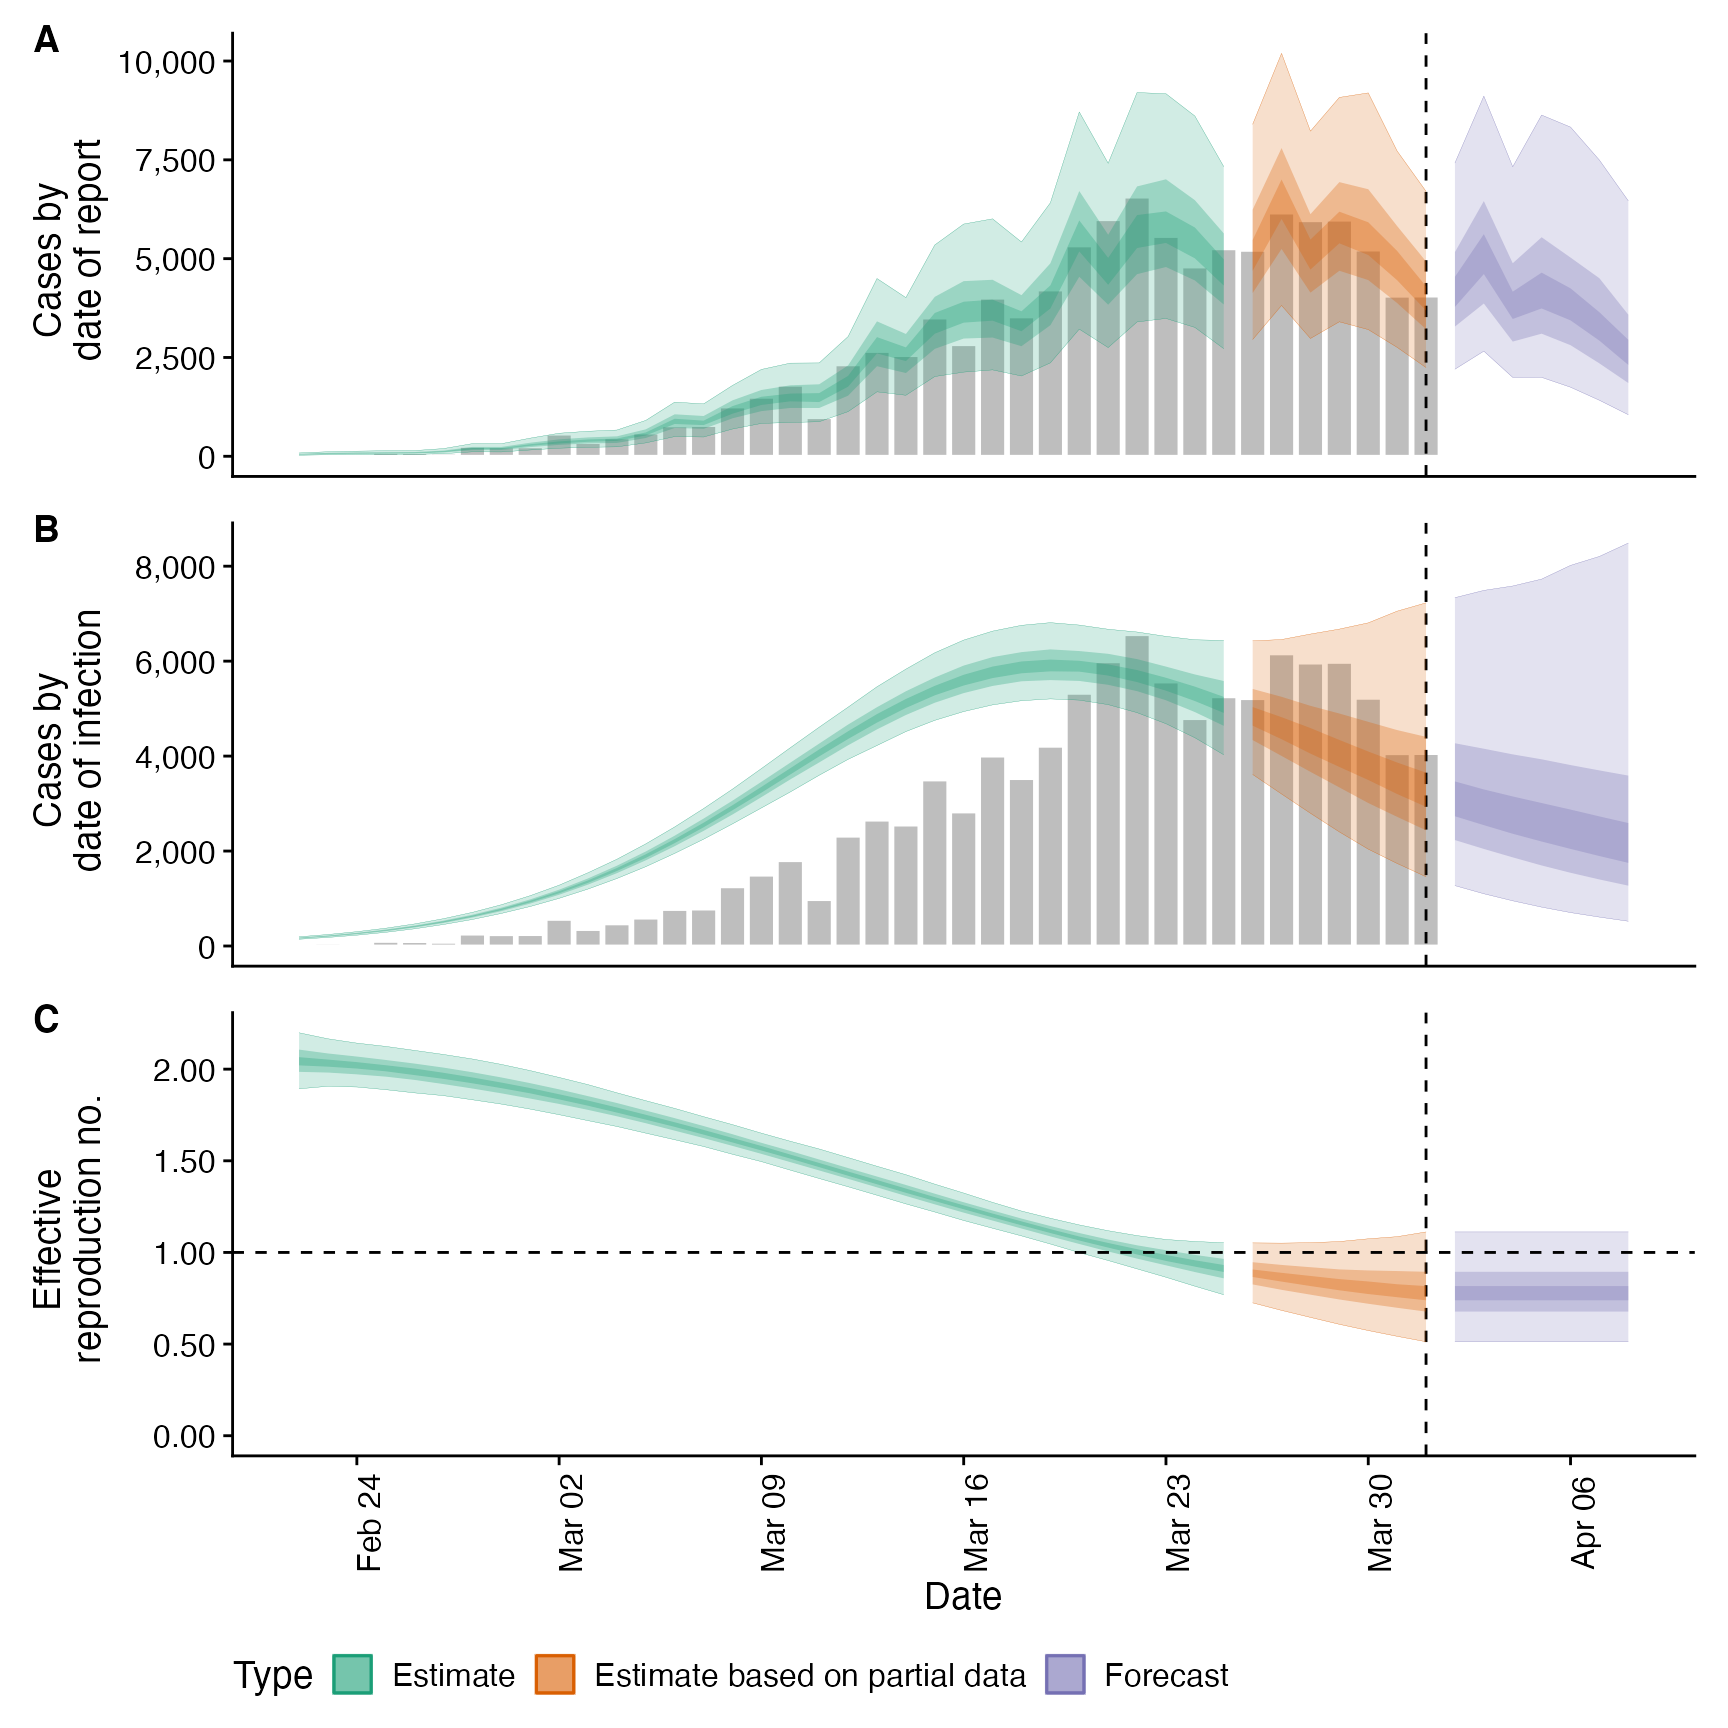 A
Cases by
date of report
10,000
7,500
5,000
2,500
0
B
Cases by
date of infection
8,000
6,000
4,000
2,000
0
C
Effective
reproduction no.
2.00
1.50
1.00
0.50
0.00
Feb 24
Mar 02
Mar 09
Mar 16
Mar 23
Mar 30
Apr 06
Date
Type Estimate Estimate based on partial data Forecast